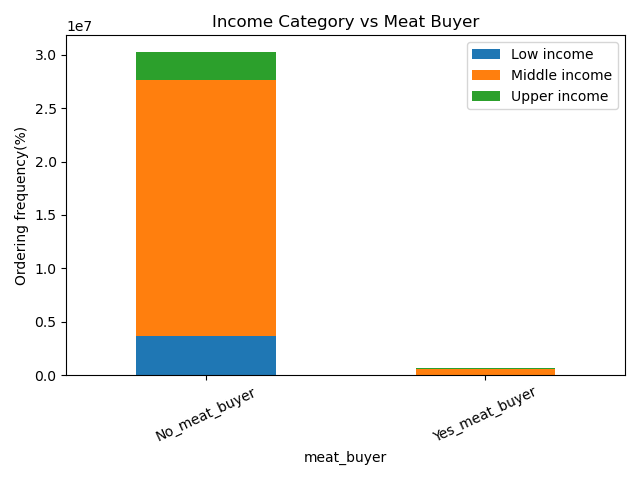 Income Category vs Meat Buyer
1e7
Low income
Middle income
Upper income
Ordering frequency(%)
3.0
2.5
2.0
1.5
1.0
0.5
0.0
No_meat_buyer
Yes_meat_buyer
meat_buyer